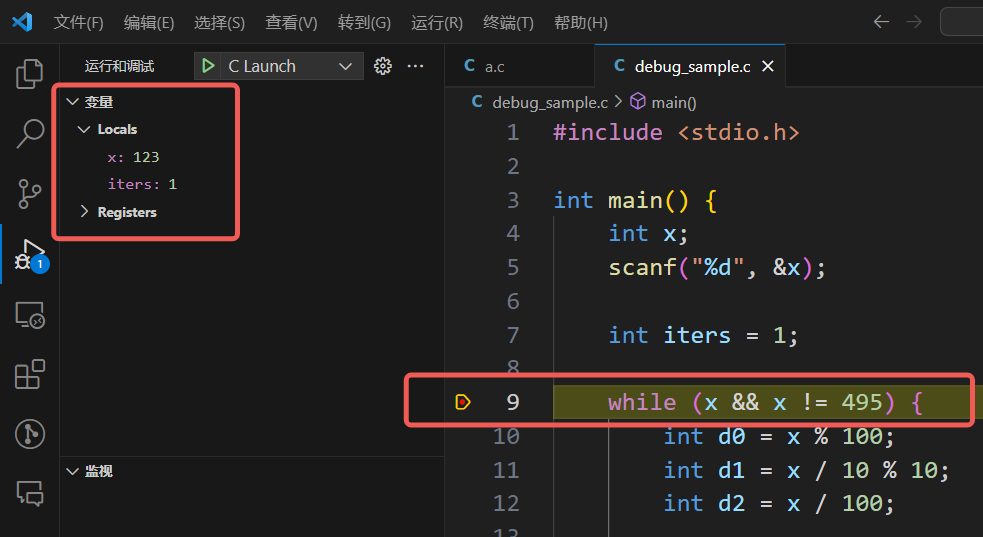 文件(F) 编辑(E) 选择(S) 查看(V) 转到(G) 运行(R) 终端(T) 帮助(H)
运行和调试 C Launch
变量
Locals
x: 123
iters: 1
Registers
1
监视
a.c debug_sample.c
debug_sample.c > main()
1 #include <stdio.h>
2
3 int main() {
4 int x;
5 scanf("%d", &x);
6
7 int iters = 1;
8
9 while (x && x != 495) {
10 int d0 = x % 100;
11 int d1 = x / 10 % 10;
12 int d2 = x / 100;
13